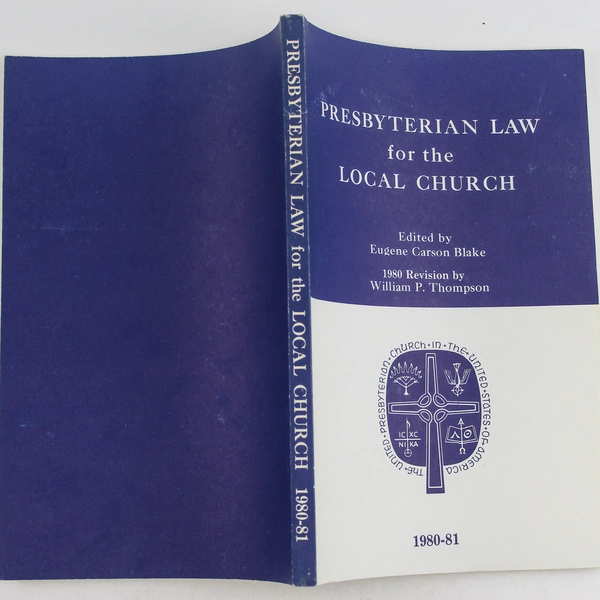 PRESBYTERIAN LAW for the LOCAL CHURCH 1980-81
PRESBYTERIAN LAW
for the
LOCAL CHURCH
Edited by
Eugene Carson Blake
1980 Revision by
William P. Thompson
THE·UNITED·PRESBYTERIAN·CHURCH·IN·THE·UNITED·STATES·OF·AMERICA
IC XC
NI KA
Α Ω
1980-81